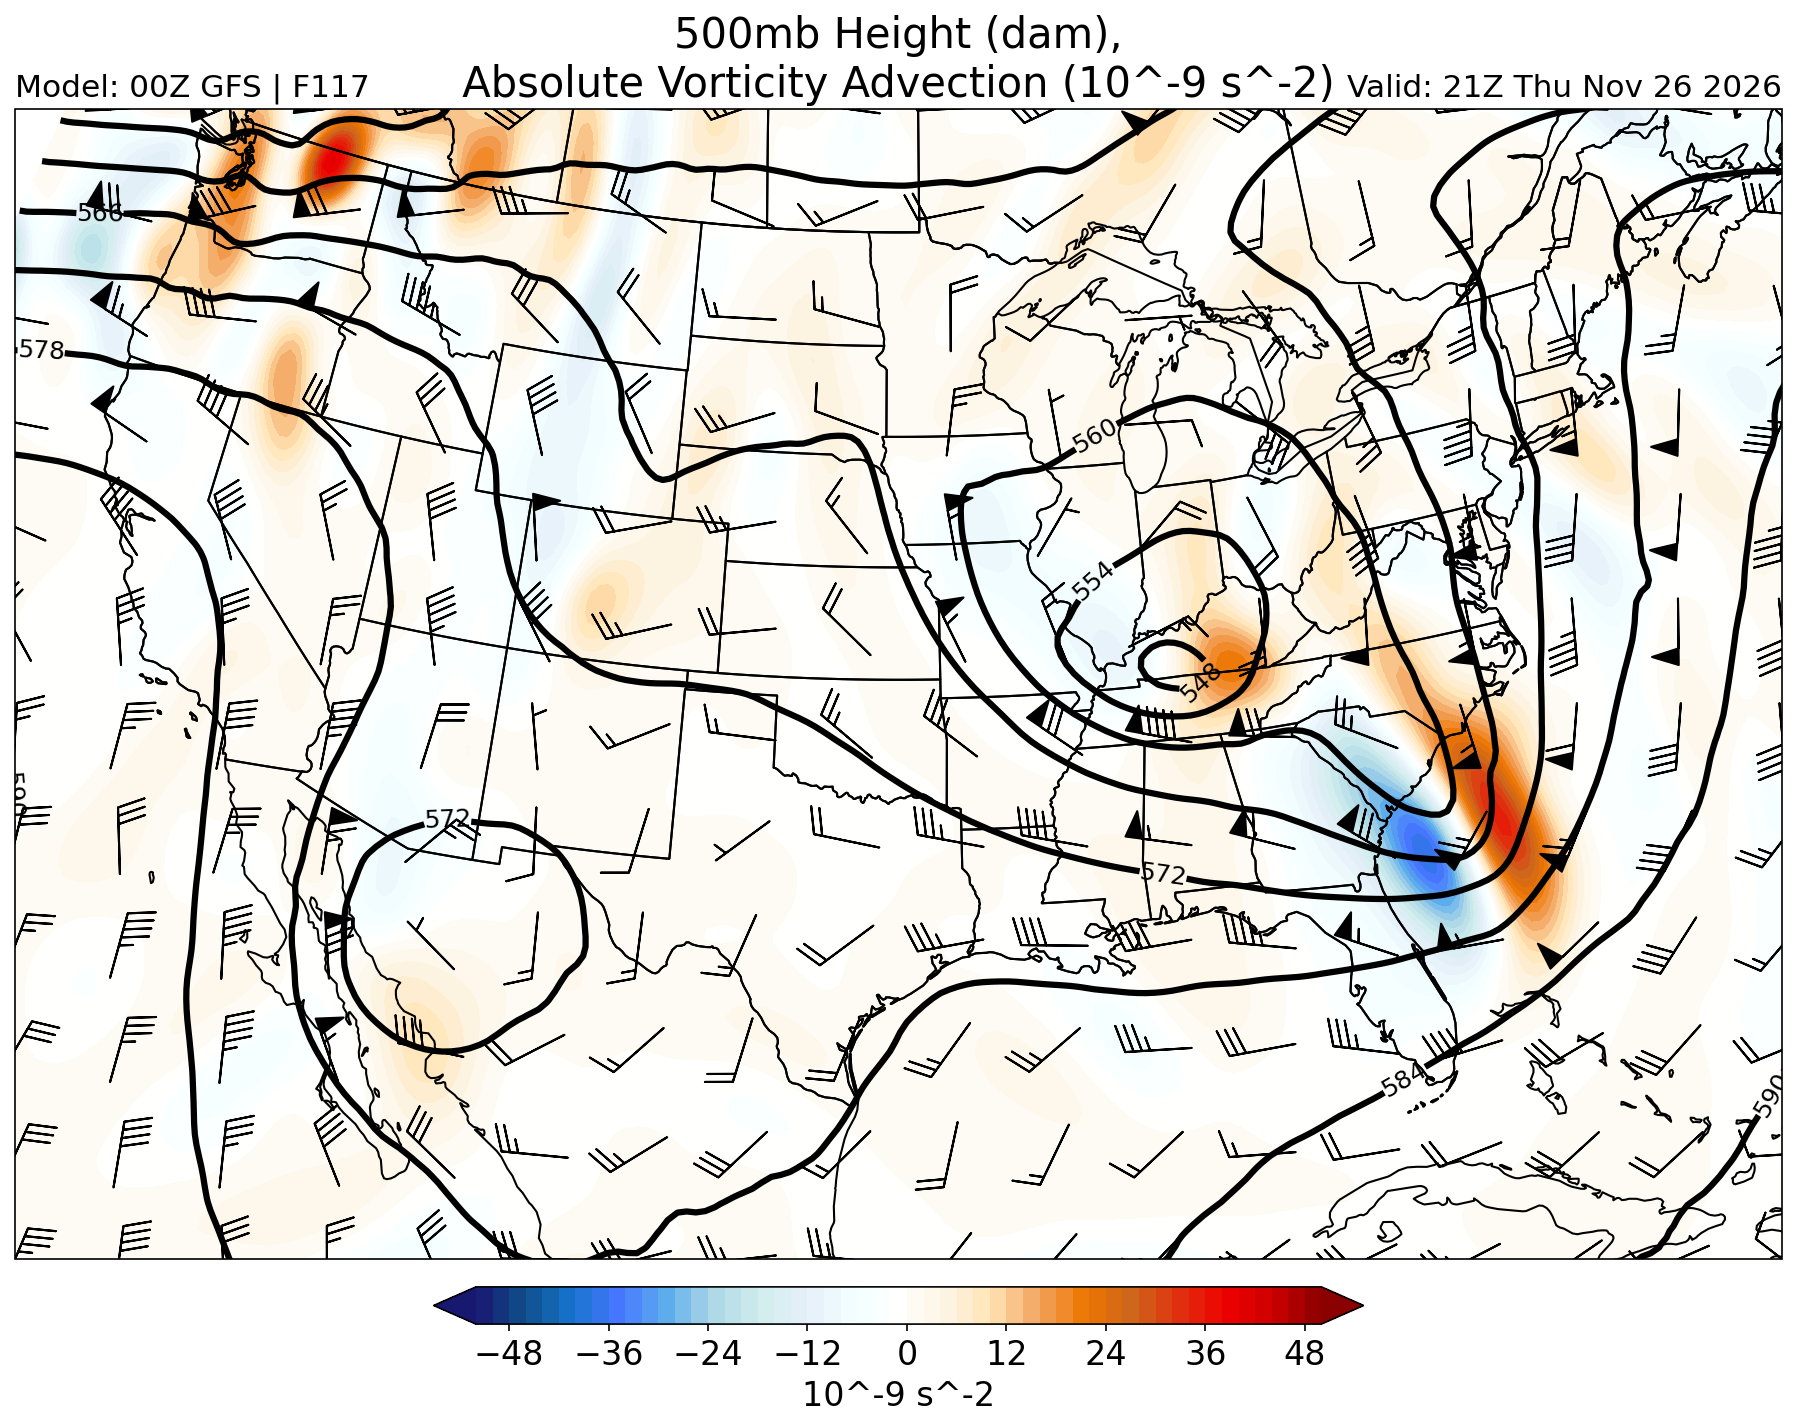 500mb Height (dam),
Model: 00Z GFS | F117
Absolute Vorticity Advection (10^-9 s^-2)
Valid: 21Z Thu Nov 26 2026
566
578
560
554
548
572
572
584
590
−48 −36 −24 −12 0 12 24 36 48
10^-9 s^-2